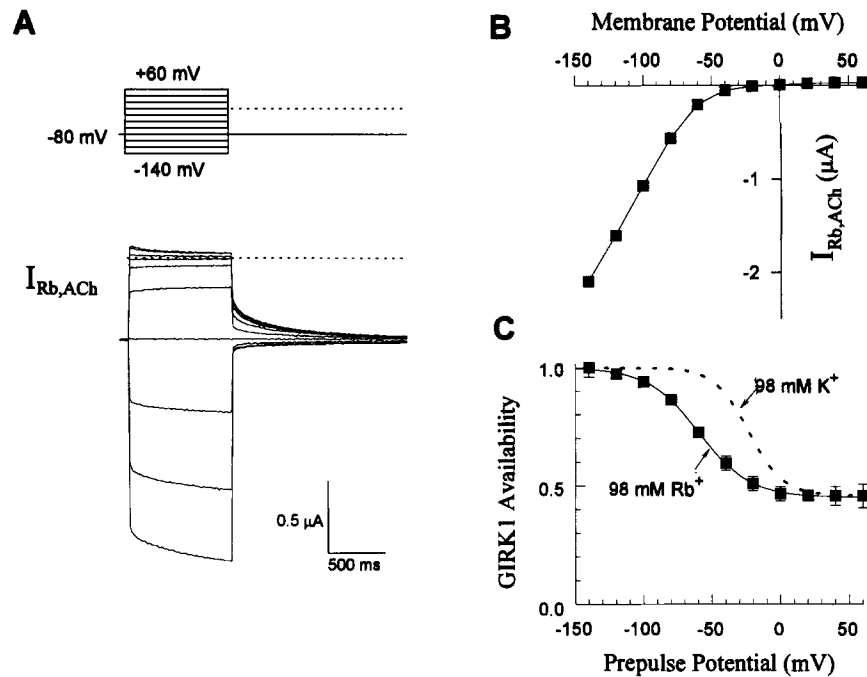 A
+60 mV
-80 mV
-140 mV
I_Rb,ACh
0.5 µA
500 ms
B
Membrane Potential (mV)
-150 -100 -50 0 50
-1
-2
I_Rb,ACh (µA)
C
1.0
0.5
0.0
GIRK1 Availability
98 mM K+
98 mM Rb+
-150 -100 -50 0 50
Prepulse Potential (mV)